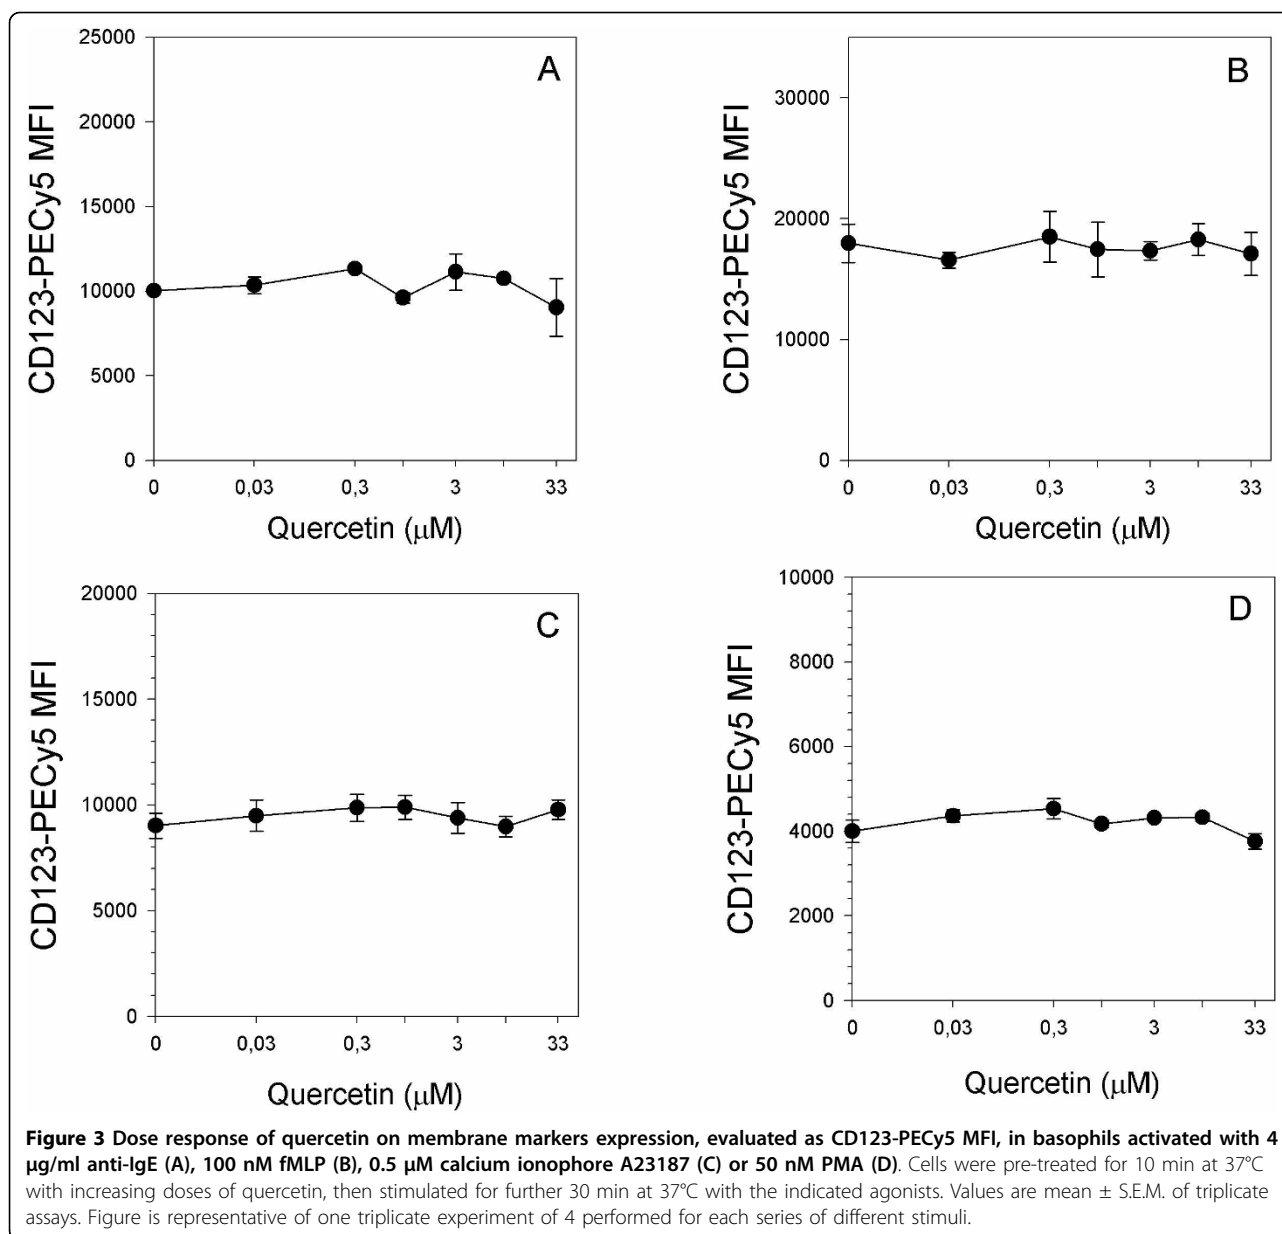 A
CD123-PECy5 MFI
25000
20000
15000
10000
5000
0
0 0,03 0,3 3 33
Quercetin (μM)
B
CD123-PECy5 MFI
30000
20000
10000
0
0 0,03 0,3 3 33
Quercetin (μM)
C
CD123-PECy5 MFI
20000
15000
10000
5000
0
0 0,03 0,3 3 33
Quercetin (μM)
D
CD123-PECy5 MFI
10000
8000
6000
4000
2000
0
0 0,03 0,3 3 33
Quercetin (μM)
Figure 3 Dose response of quercetin on membrane markers expression, evaluated as CD123-PECy5 MFI, in basophils activated with 4
μg/ml anti-IgE (A), 100 nM fMLP (B), 0.5 μM calcium ionophore A23187 (C) or 50 nM PMA (D). Cells were pre-treated for 10 min at 37°C
with increasing doses of quercetin, then stimulated for further 30 min at 37°C with the indicated agonists. Values are mean ± S.E.M. of triplicate
assays. Figure is representative of one triplicate experiment of 4 performed for each series of different stimuli.